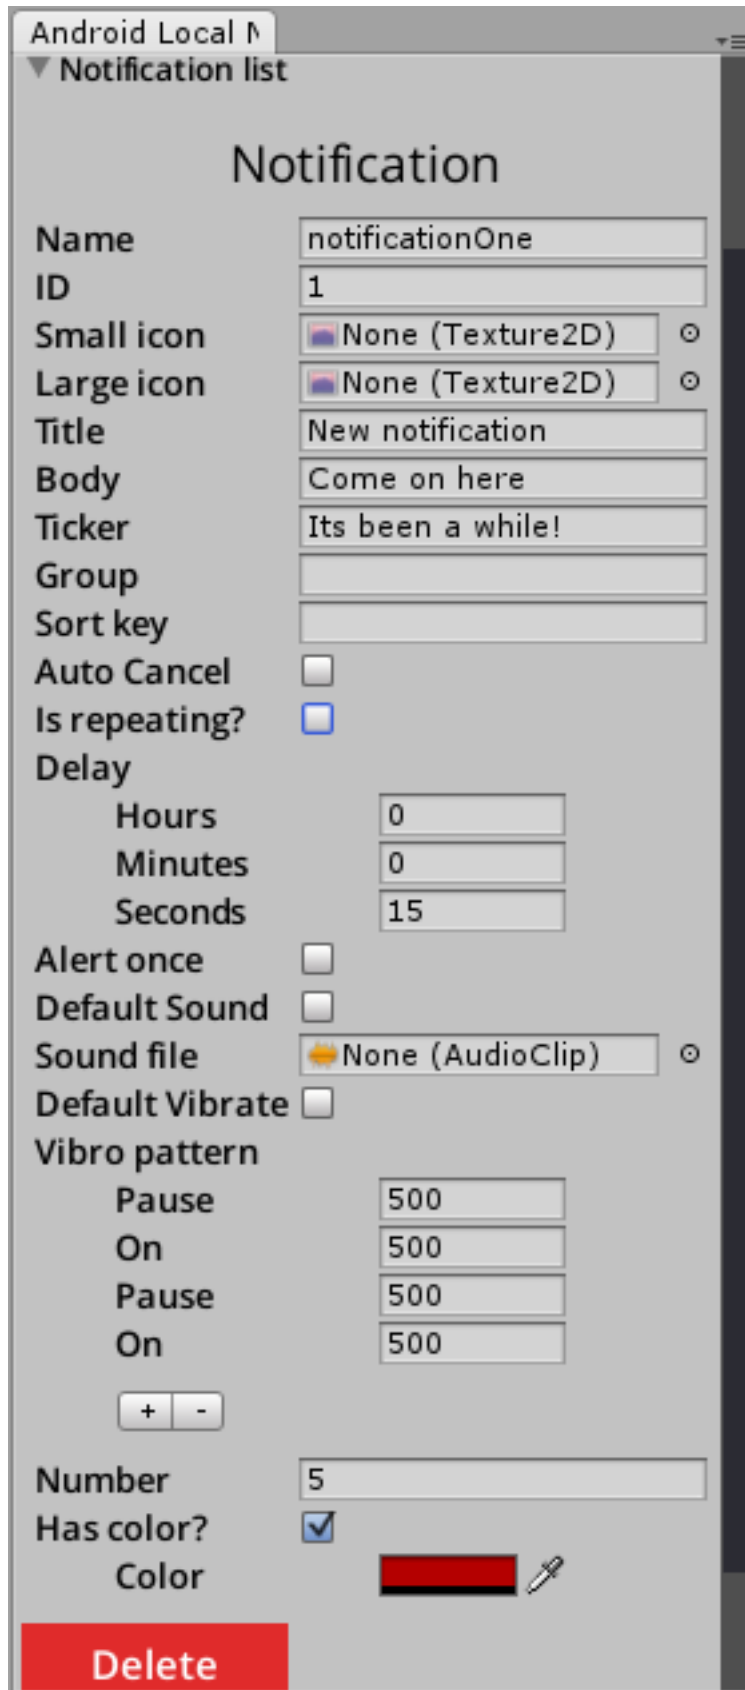 Android Local N
Notification list
Notification
Name notificationOne
ID 1
Small icon None (Texture2D)
Large icon None (Texture2D)
Title New notification
Body Come on here
Ticker Its been a while!
Group
Sort key
Auto Cancel
Is repeating?
Delay
Hours 0
Minutes 0
Seconds 15
Alert once
Default Sound
Sound file None (AudioClip)
Default Vibrate
Vibro pattern
Pause 500
On 500
Pause 500
On 500
+ -
Number 5
Has color?
Color
Delete